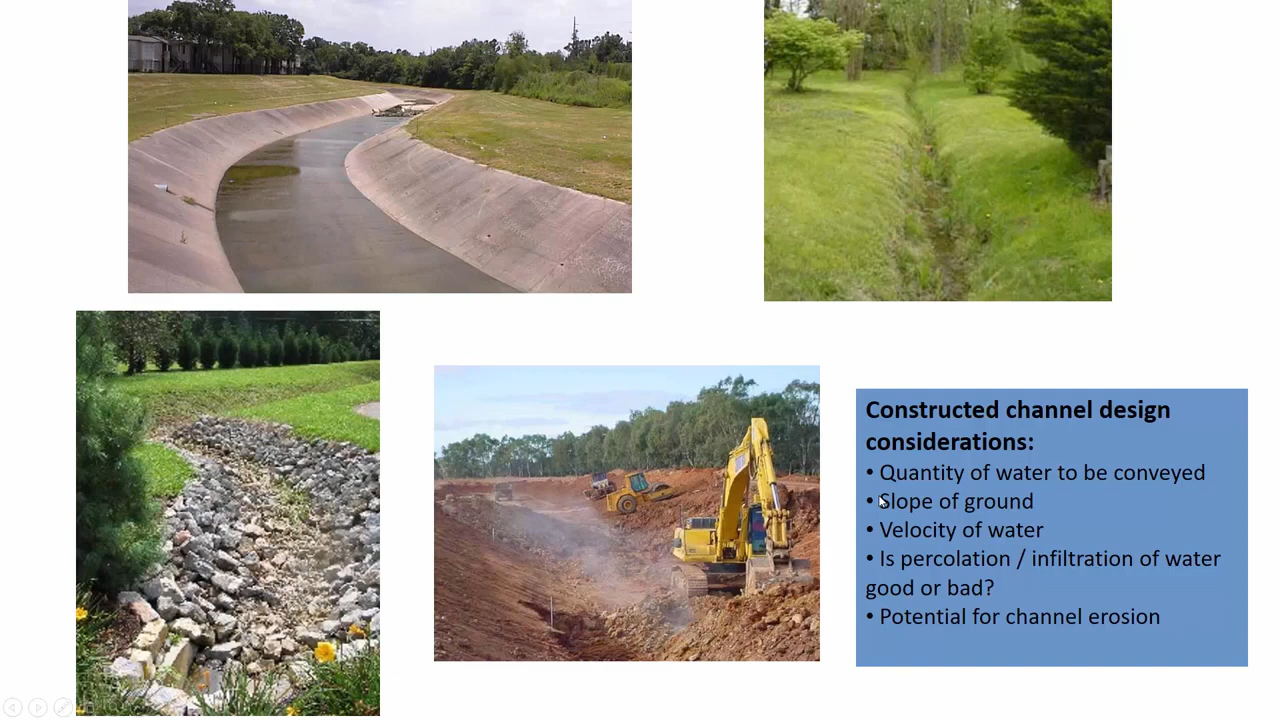 Constructed channel design
considerations:
• Quantity of water to be conveyed
• Slope of ground
• Velocity of water
• Is percolation / infiltration of water
good or bad?
• Potential for channel erosion